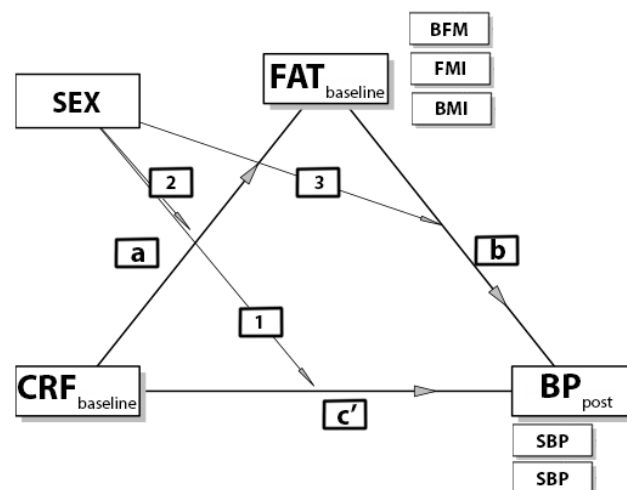 BFM
FAT baseline
FMI
SEX
BMI
2
3
a
b
1
CRF baseline
BP post
c'
SBP
SBP